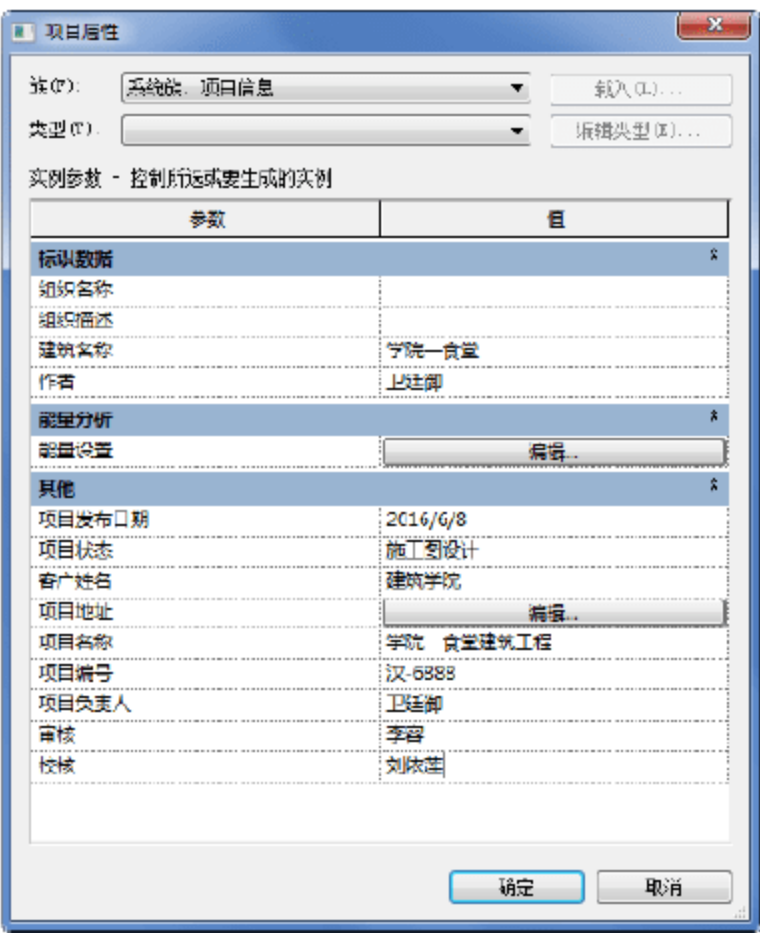 项目属性
族(F): 系统族: 项目信息 载入(L)...
类型(T): 编辑类型(E)...
实例参数 - 控制所选或要生成的实例
参数 值
标识数据
组织名称
组织描述
建筑名称 学院一食堂
作者 卫廷御
能量分析
能量设置 编辑...
其他
项目发布日期 2016/6/8
项目状态 施工图设计
客户姓名 建筑学院
项目地址 编辑...
项目名称 学院一食堂建筑工程
项目编号 汉-6888
项目负责人 卫廷御
审核 李容
校核 刘依莲
确定 取消